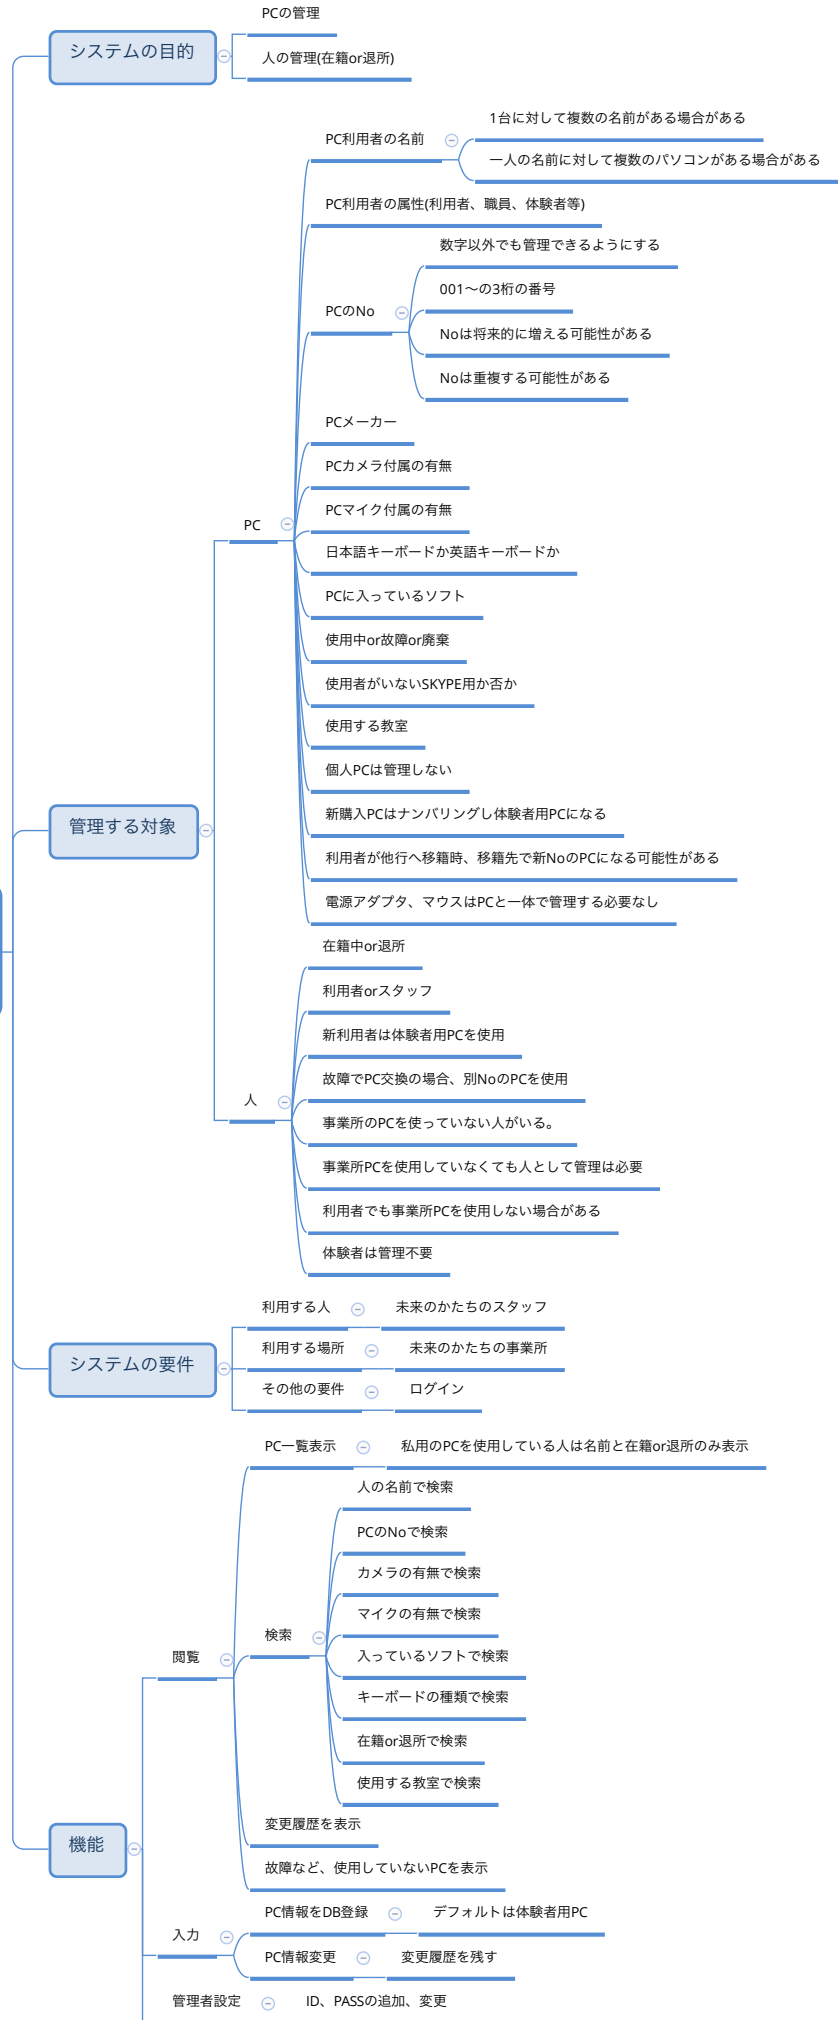 システムの目的
PCの管理
人の管理(在籍or退所)
管理する対象
PC
PC利用者の名前
1台に対して複数の名前がある場合がある
一人の名前に対して複数のパソコンがある場合がある
PC利用者の属性(利用者、職員、体験者等)
PCのNo
数字以外でも管理できるようにする
001〜の3桁の番号
Noは将来的に増える可能性がある
Noは重複する可能性がある
PCメーカー
PCカメラ付属の有無
PCマイク付属の有無
日本語キーボードか英語キーボードか
PCに入っているソフト
使用中or故障or廃棄
使用者がいないSKYPE用か否か
使用する教室
個人PCは管理しない
新購入PCはナンバリングし体験者用PCになる
利用者が他行へ移籍時、移籍先で新NoのPCになる可能性がある
電源アダプタ、マウスはPCと一体で管理する必要なし
人
在籍中or退所
利用者orスタッフ
新利用者は体験者用PCを使用
故障でPC交換の場合、別NoのPCを使用
事業所のPCを使っていない人がいる。
事業所PCを使用していなくても人として管理は必要
利用者でも事業所PCを使用しない場合がある
体験者は管理不要
システムの要件
利用する人
未来のかたちのスタッフ
利用する場所
未来のかたちの事業所
その他の要件
ログイン
機能
閲覧
PC一覧表示
私用のPCを使用している人は名前と在籍or退所のみ表示
検索
人の名前で検索
PCのNoで検索
カメラの有無で検索
マイクの有無で検索
入っているソフトで検索
キーボードの種類で検索
在籍or退所で検索
使用する教室で検索
変更履歴を表示
故障など、使用していないPCを表示
入力
PC情報をDB登録
デフォルトは体験者用PC
PC情報変更
変更履歴を残す
管理者設定
ID、PASSの追加、変更